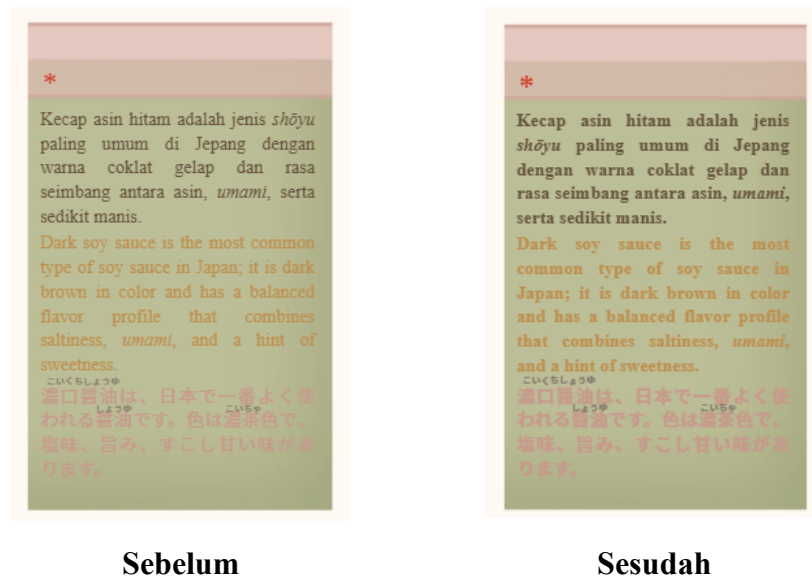 *
Kecap asin hitam adalah jenis shōyu
paling umum di Jepang dengan
warna coklat gelap dan rasa
seimbang antara asin, umami, serta
sedikit manis.
Dark soy sauce is the most common
type of soy sauce in Japan; it is dark
brown in color and has a balanced
flavor profile that combines
saltiness, umami, and a hint of
sweetness.
こいくちしょうゆ
濃口醤油は、日本で一番よく使
しょうゆ こいちゃ
われる醤油です。色は濃茶色で、
塩味、旨み、すこし甘い味があ
ります。
Sebelum
*
Kecap asin hitam adalah jenis
shōyu paling umum di Jepang
dengan warna coklat gelap dan
rasa seimbang antara asin, umami,
serta sedikit manis.
Dark soy sauce is the most
common type of soy sauce in
Japan; it is dark brown in color
and has a balanced flavor profile
that combines saltiness, umami,
and a hint of sweetness.
こいくちしょうゆ
濃口醤油は、日本で一番よく使
しょうゆ こいちゃ
われる醤油です。色は濃茶色で、
塩味、旨み、すこし甘い味があ
ります。
Sesudah